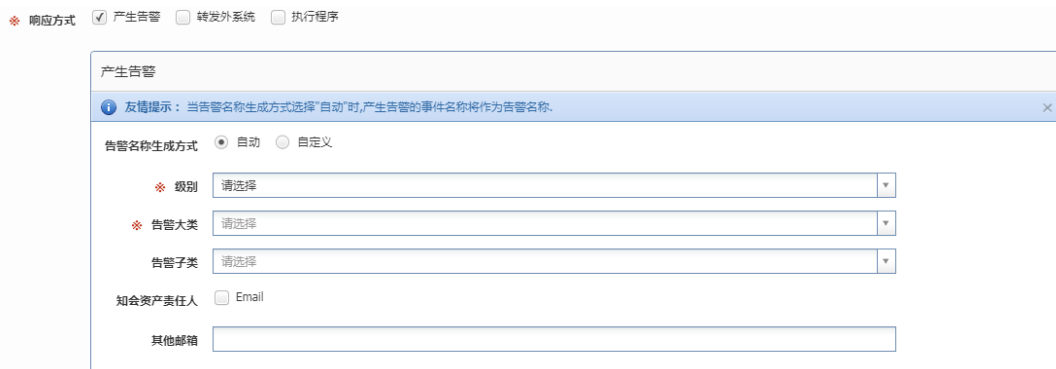 ※ 响应方式 产生告警 转发外系统 执行程序
产生告警
友情提示：当告警名称生成方式选择"自动"时,产生告警的事件名称将作为告警名称.
告警名称生成方式 自动 自定义
※ 级别 请选择
※ 告警大类 请选择
告警子类 请选择
知会资产责任人 Email
其他邮箱